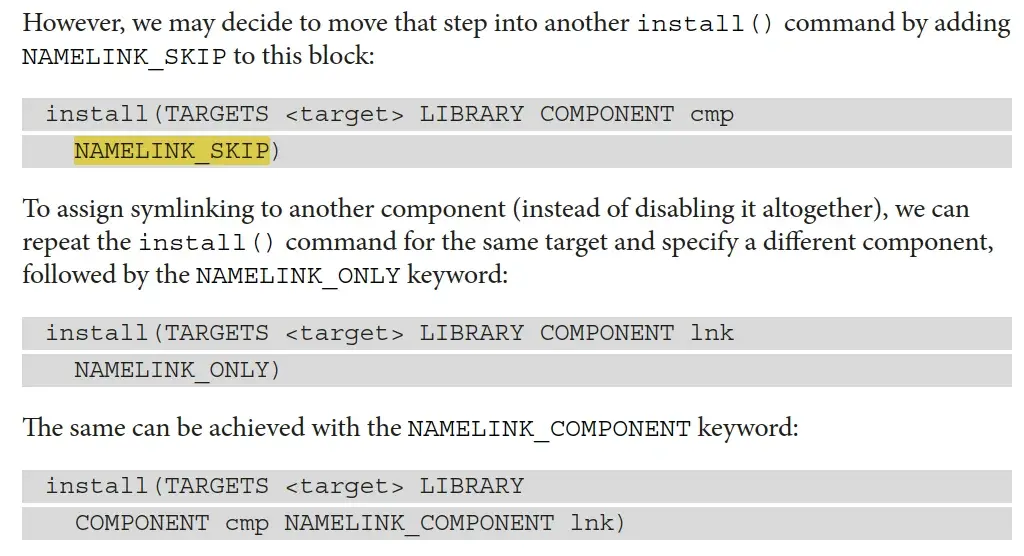 However, we may decide to move that step into another install() command by adding
NAMELINK_SKIP to this block:
install(TARGETS <target> LIBRARY COMPONENT cmp
NAMELINK_SKIP)
To assign symlinking to another component (instead of disabling it altogether), we can
repeat the install() command for the same target and specify a different component,
followed by the NAMELINK_ONLY keyword:
install(TARGETS <target> LIBRARY COMPONENT lnk
NAMELINK_ONLY)
The same can be achieved with the NAMELINK_COMPONENT keyword:
install(TARGETS <target> LIBRARY
COMPONENT cmp NAMELINK_COMPONENT lnk)